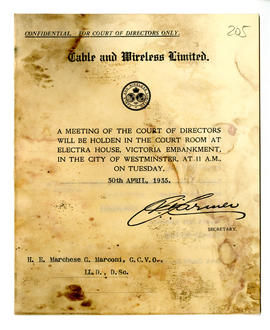 CONFIDENTIAL FOR COURT OF DIRECTORS ONLY.
205
Cable and Wireless Limited.
A MEETING OF THE COURT OF DIRECTORS
WILL BE HOLDEN IN THE COURT ROOM AT
ELECTRA HOUSE, VICTORIA EMBANKMENT,
IN THE CITY OF WESTMINSTER, AT 11 A.M.,
ON TUESDAY,
30th APRIL, 1935.
SECRETARY.
H. E. Marchese G. Marconi, G.C.V.O.,
LL.D., D.Sc.